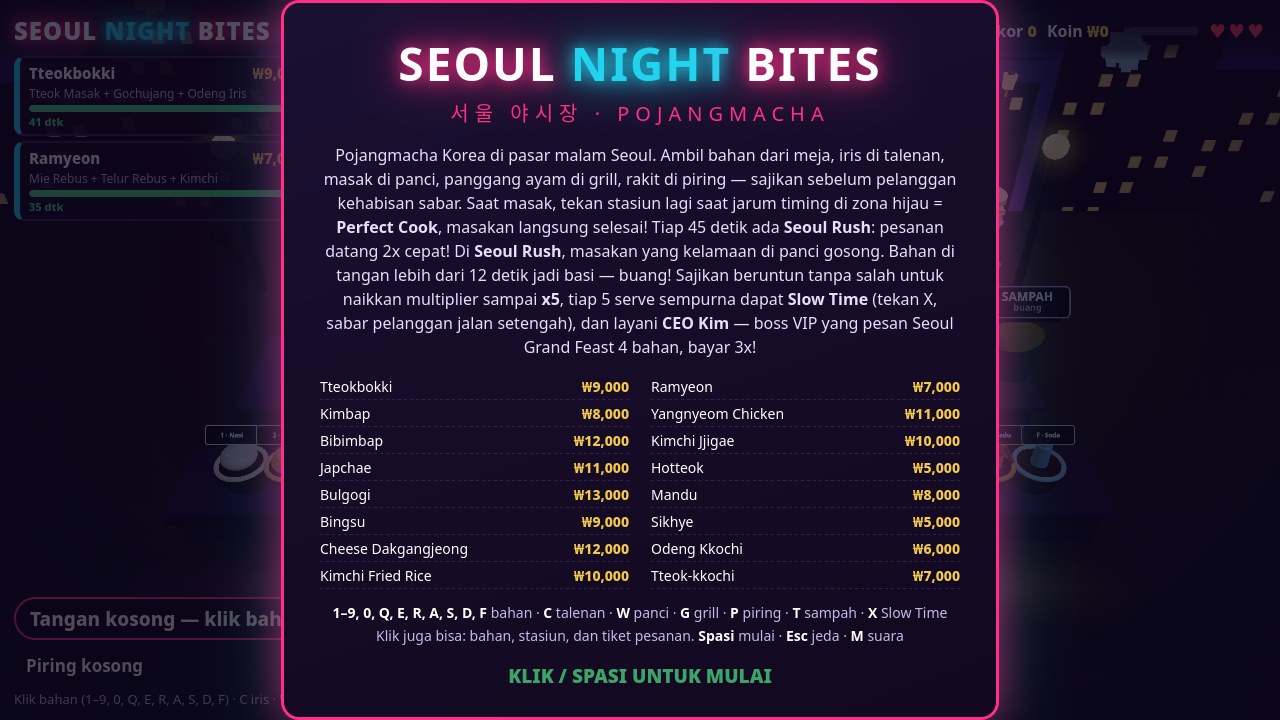 SEOUL NIGHT BITES
kor 0 Koin ₩0
Tteokbokki ₩9,0
Tteok Masak + Gochujang + Odeng Iris
41 dtk
Ramyeon ₩7,0
Mie Rebus + Telur Rebus + Kimchi
35 dtk
SEOUL NIGHT BITES
서울 야시장 · POJANGMACHA
Pojangmacha Korea di pasar malam Seoul. Ambil bahan dari meja, iris di talenan,
masak di panci, panggang ayam di grill, rakit di piring — sajikan sebelum pelanggan
kehabisan sabar. Saat masak, tekan stasiun lagi saat jarum timing di zona hijau =
Perfect Cook, masakan langsung selesai! Tiap 45 detik ada Seoul Rush: pesanan
datang 2x cepat! Di Seoul Rush, masakan yang kelamaan di panci gosong. Bahan di
tangan lebih dari 12 detik jadi basi — buang! Sajikan beruntun tanpa salah untuk
naikkan multiplier sampai x5, tiap 5 serve sempurna dapat Slow Time (tekan X,
sabar pelanggan jalan setengah), dan layani CEO Kim — boss VIP yang pesan Seoul
Grand Feast 4 bahan, bayar 3x!
Tteokbokki ₩9,000 Ramyeon ₩7,000
Kimbap ₩8,000 Yangnyeom Chicken ₩11,000
Bibimbap ₩12,000 Kimchi Jjigae ₩10,000
Japchae ₩11,000 Hotteok ₩5,000
Bulgogi ₩13,000 Mandu ₩8,000
Bingsu ₩9,000 Sikhye ₩5,000
Cheese Dakgangjeong ₩12,000 Odeng Kkochi ₩6,000
Kimchi Fried Rice ₩10,000 Tteok-kkochi ₩7,000
1–9, 0, Q, E, R, A, S, D, F bahan · C talenan · W panci · G grill · P piring · T sampah · X Slow Time
Klik juga bisa: bahan, stasiun, dan tiket pesanan. Spasi mulai · Esc jeda · M suara
KLIK / SPASI UNTUK MULAI
SAMPAH
buang
1 · Nasi
F · Soda
Tangan kosong — klik bah
Piring kosong
Klik bahan (1–9, 0, Q, E, R, A, S, D, F) · C iris ·